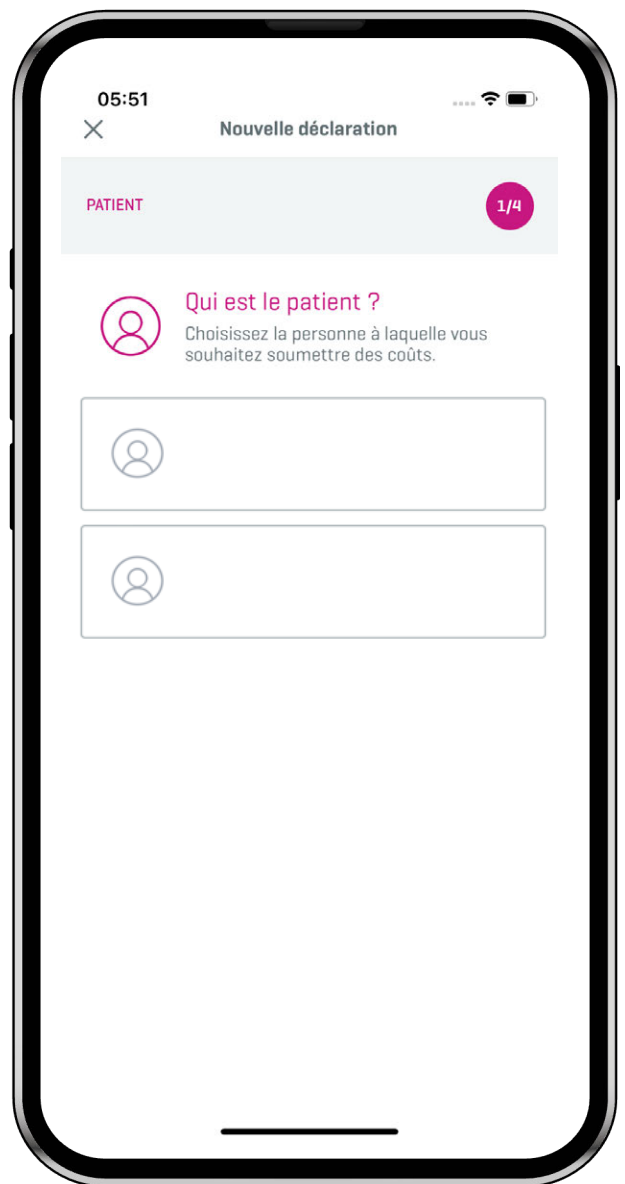 05:51
Nouvelle déclaration
PATIENT
1/4
Qui est le patient ?
Choisissez la personne à laquelle vous
souhaitez soumettre des coûts.